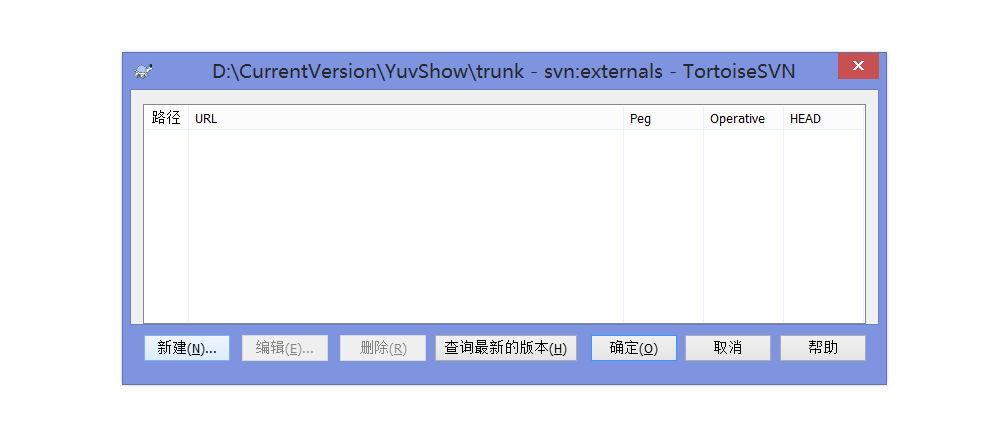 D:\CurrentVersion\YuvShow\trunk - svn:externals - TortoiseSVN
路径 URL Peg Operative HEAD
新建(N)... 编辑(E)... 删除(R) 查询最新的版本(H) 确定(O) 取消 帮助